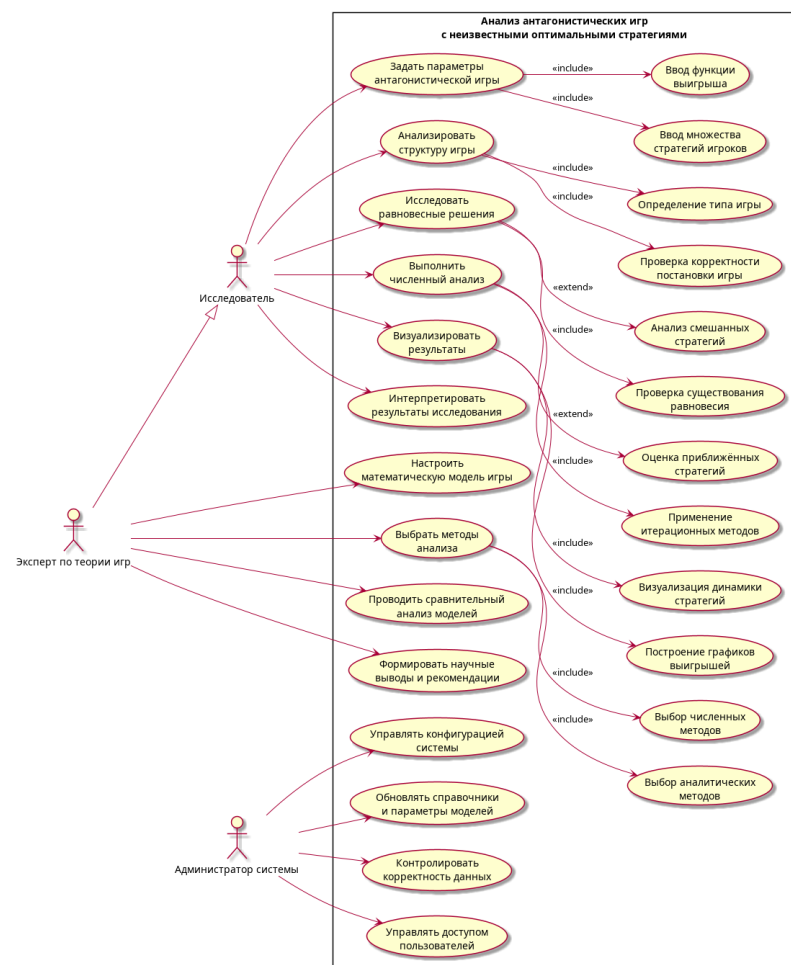 Анализ антагонистических игр
с неизвестными оптимальными стратегиями
Задать параметры
антагонистической игры
«include»
Ввод функции
выигрыша
«include»
Ввод множества
стратегий игроков
Анализировать
структуру игры
«include»
Определение типа игры
«include»
Проверка корректности
постановки игры
Исследовать
равновесные решения
Выполнить
численный анализ
Исследователь
«extend»
Анализ смешанных
стратегий
«include»
Визуализировать
результаты
Проверка существования
равновесия
Интерпретировать
результаты исследования
«extend»
Оценка приближённых
стратегий
«include»
Настроить
математическую модель игры
Применение
итерационных методов
Выбрать методы
анализа
«include»
Эксперт по теории игр
Визуализация динамики
стратегий
«include»
Проводить сравнительный
анализ моделей
Построение графиков
выигрышей
Формировать научные
выводы и рекомендации
«include»
Выбор численных
методов
«include»
Выбор аналитических
методов
Управлять конфигурацией
системы
Обновлять справочники
и параметры моделей
Администратор системы
Контролировать
корректность данных
Управлять доступом
пользователей